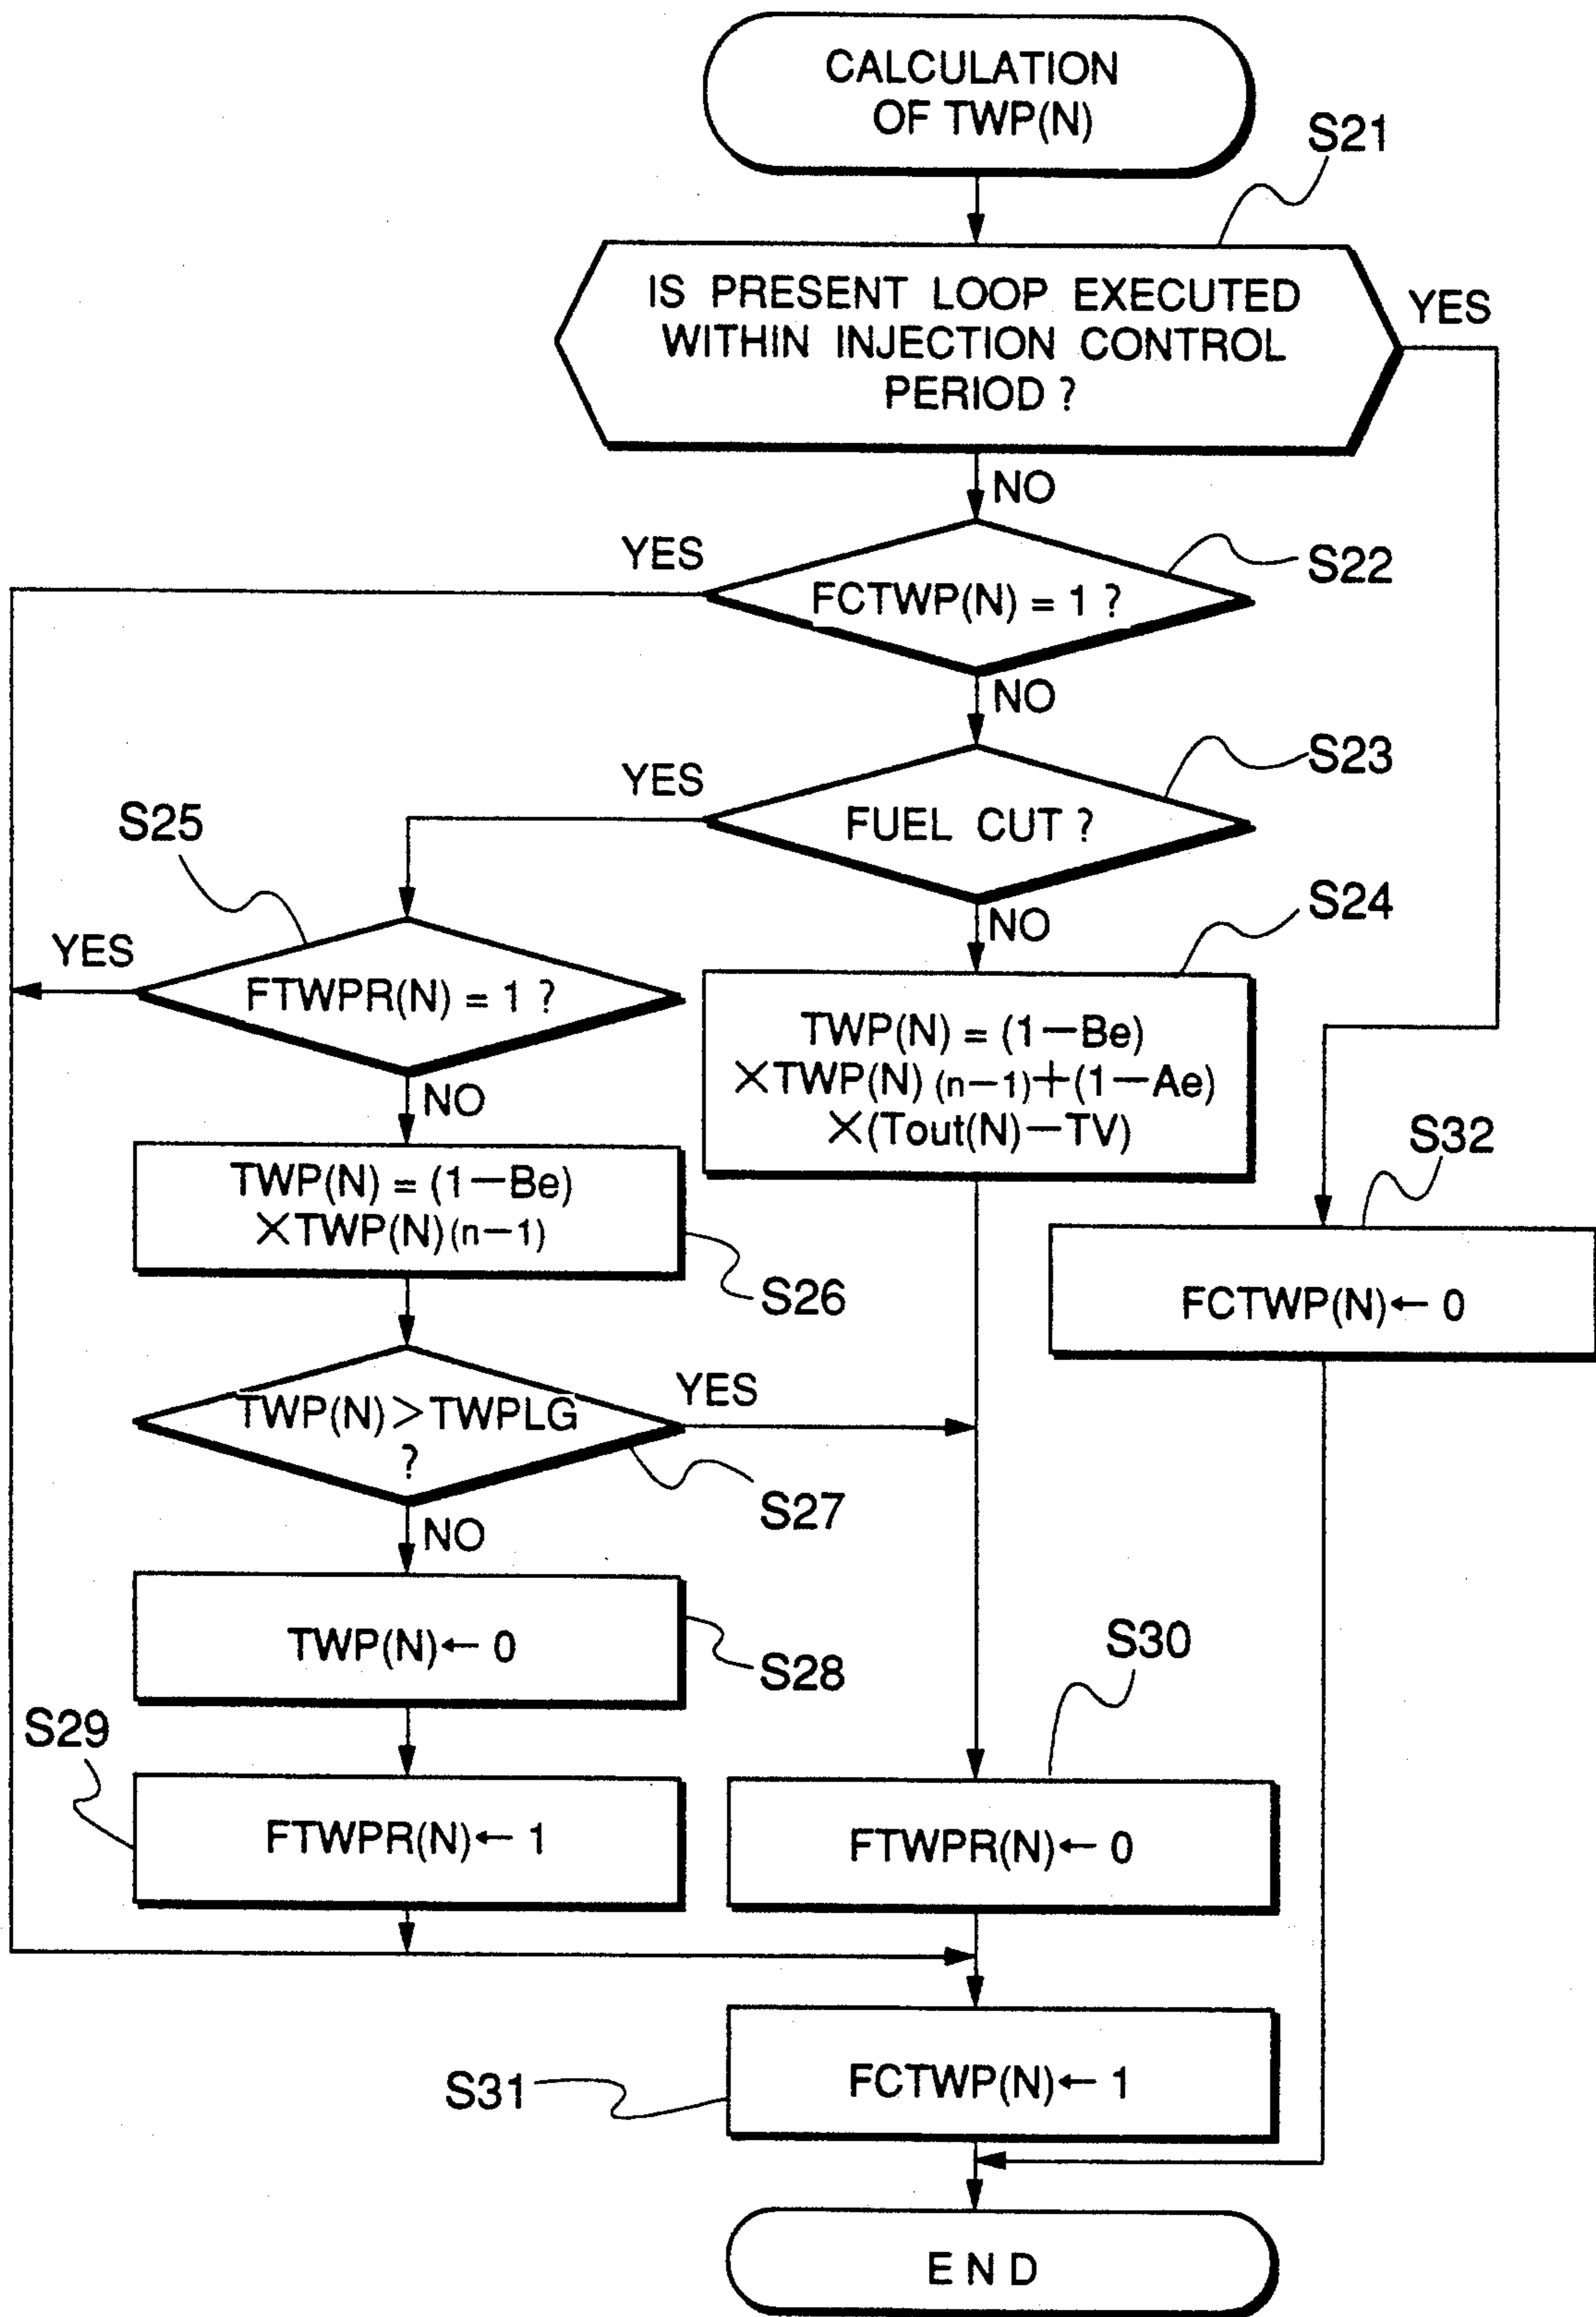 CALCULATION
OF TWP(N)
S21
IS PRESENT LOOP EXECUTED
WITHIN INJECTION CONTROL
PERIOD ?
YES
NO
YES
S22
FCTWP(N) = 1 ?
NO
S23
YES
FUEL CUT ?
S25
NO
S24
YES
FTWPR(N) = 1 ?
TWP(N) = (1−Be)
×TWP(N) (n−1)+(1−Ae)
×(Tout(N)−TV)
NO
S32
TWP(N) = (1−Be)
×TWP(N) (n−1)
S26
FCTWP(N)← 0
TWP(N)>TWPLG
?
YES
S27
NO
TWP(N)← 0
S28
S30
S29
FTWPR(N)← 1
FTWPR(N)← 0
S31
FCTWP(N)← 1
E N D